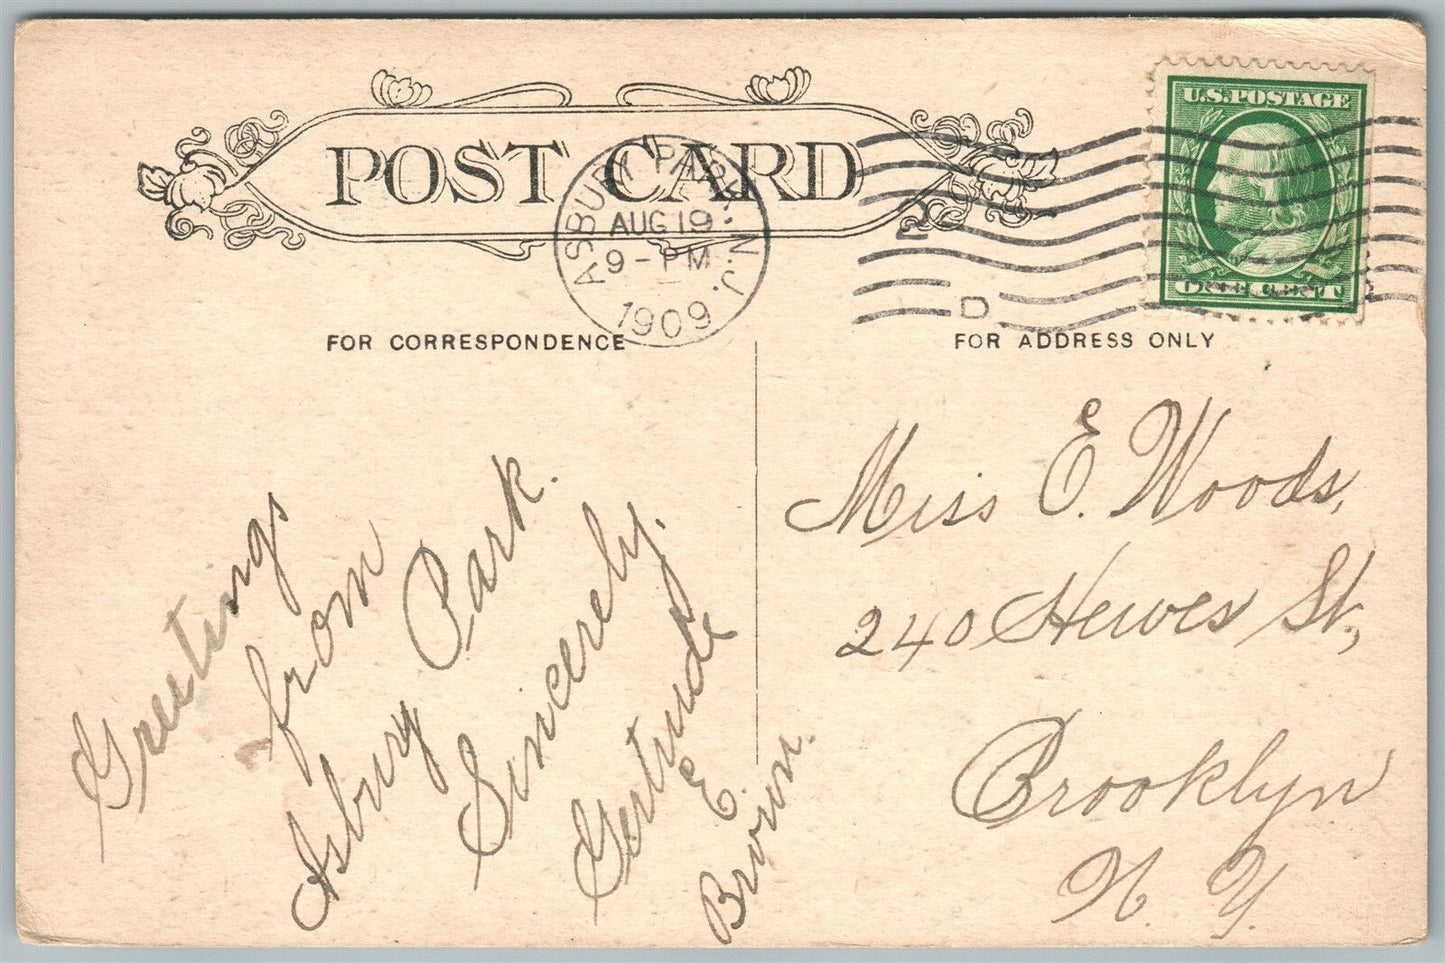 POST CARD
ASBURY PARK, N.J.
AUG 19
9 - PM
1909
U.S. POSTAGE
ONE CENT
D
FOR CORRESPONDENCE
FOR ADDRESS ONLY
Greetings
from
Asbury Park.
Sincerely.
Gertrude
E.
Brown.
Miss E. Woods,
240 Hewes St.,
Brooklyn
N. Y.